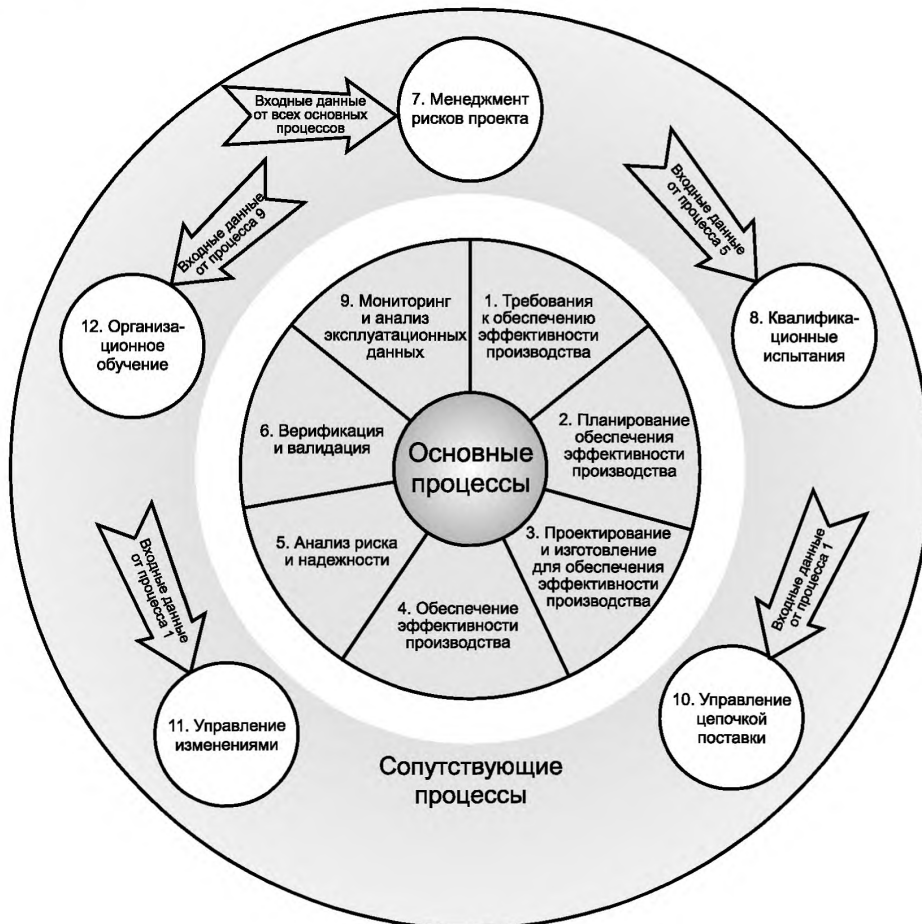 7. Менеджмент
рисков проекта
Входные данные
от всех основных
процессов
Входные данные
от процесса 5
Входные данные
от процесса 9
12. Организа-
ционное
обучение
8. Квалифика-
ционные
испытания
9. Мониторинг
и анализ
эксплуатационных
данных
1. Требования
к обеспечению
эффективности
производства
6. Верификация
и валидация
2. Планирование
обеспечения
эффективности
производства
Основные
процессы
5. Анализ риска
и надежности
3. Проектирование
и изготовление
для обеспечения
эффективности
производства
4. Обеспечение
эффективности
производства
Входные данные
от процесса 1
Входные данные
от процесса 1
11. Управление
изменениями
10. Управление
цепочкой
поставки
Сопутствующие
процессы